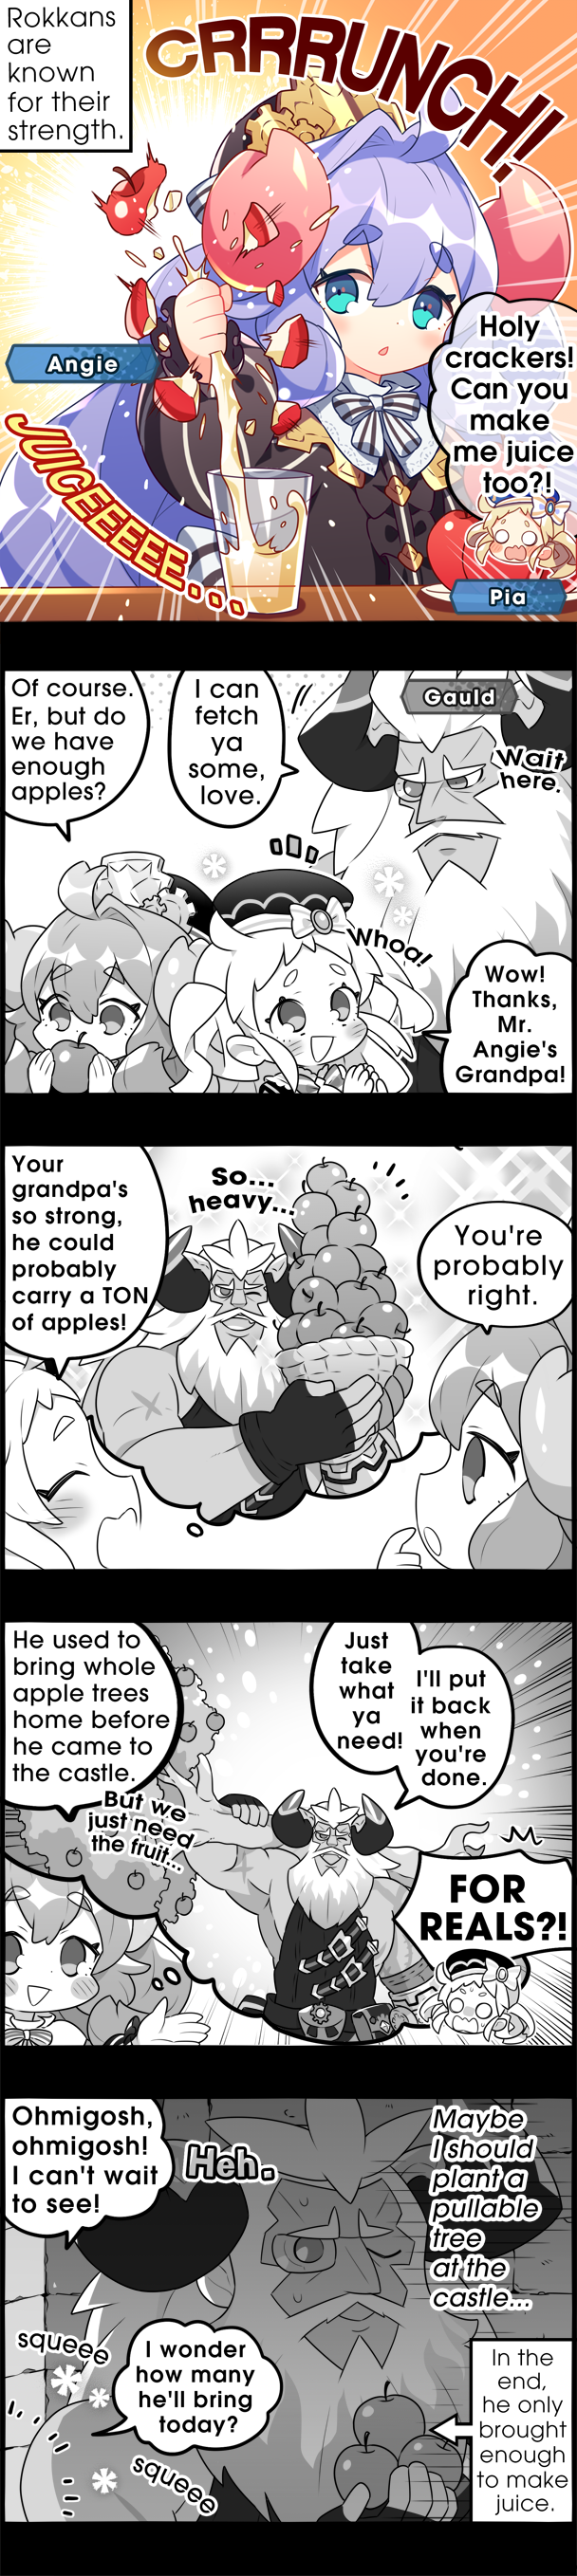 Rokkans
are
known
for their
strength.
CRRRUNCH!
Angie
Holy
crackers!
Can you
make
me juice
too?!
JUICEEEEE...
Pia
Of course.
Er, but do
we have
enough
apples?
I can
fetch
ya
some,
love.
Gauld
Wait
here.
Whoa!
Wow!
Thanks,
Mr.
Angie's
Grandpa!
Your
grandpa's
so strong,
he could
probably
carry a TON
of apples!
So...
heavy...
You're
probably
right.
He used to
bring whole
apple trees
home before
he came to
the castle.
But we
just need
the fruit...
Just
take
what
ya
need!
I'll put
it back
when
you're
done.
FOR
REALS?!
Ohmigosh,
ohmigosh!
I can't wait
to see!
Heh.
Maybe
I should
plant a
pullable
tree
at the
castle...
squeee
I wonder
how many
he'll bring
today?
squeee
In the
end,
he only
brought
enough
to make
juice.